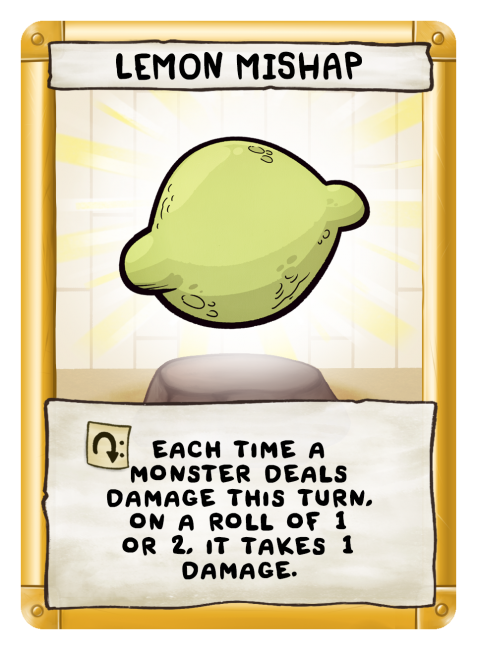 LEMON MISHAP
: EACH TIME A
MONSTER DEALS
DAMAGE THIS TURN,
ON A ROLL OF 1
OR 2, IT TAKES 1
DAMAGE.